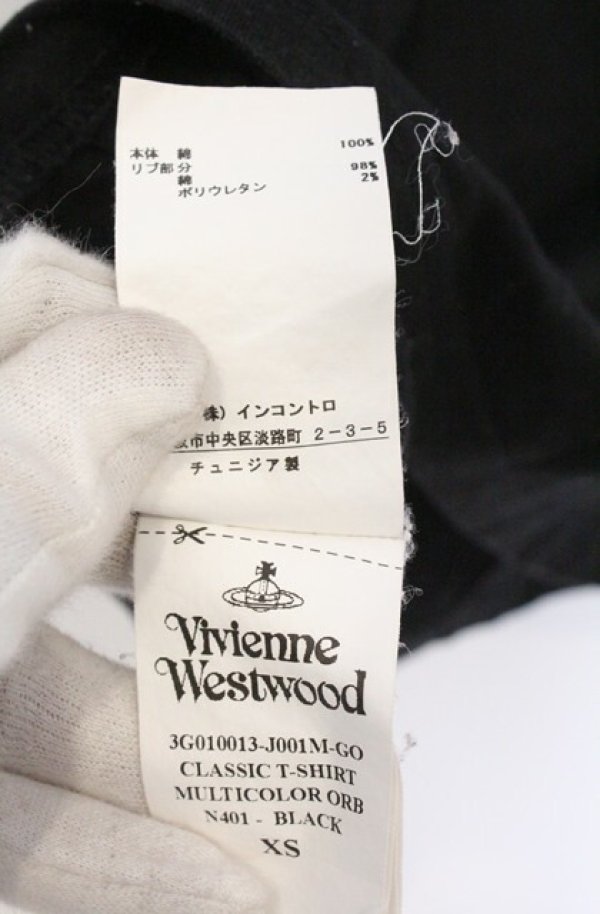 本体 綿 100%
リブ部分
綿 98%
ポリウレタン 2%
株）インコントロ
市中央区淡路町 2-3-5
チュニジア製
Vivienne
Westwood
3G010013-J001M-GO
CLASSIC T-SHIRT
MULTICOLOR ORB
N401 - BLACK
XS